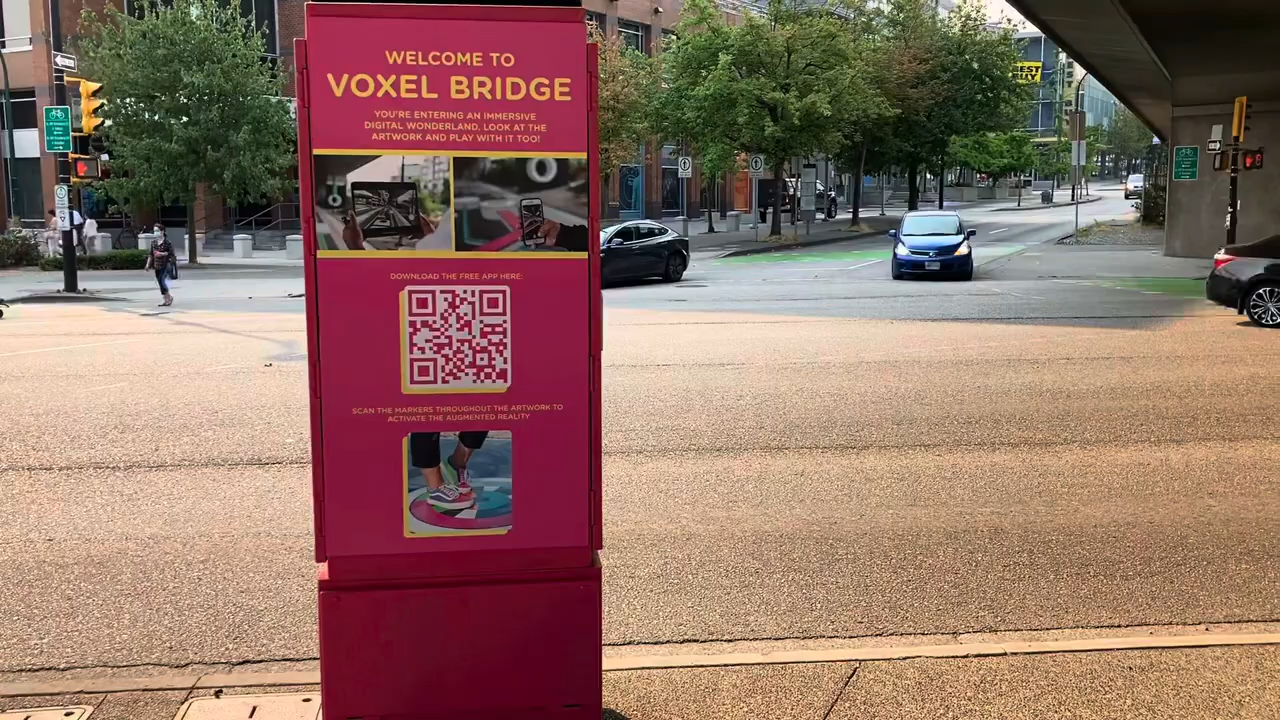 WELCOME TO
VOXEL BRIDGE
YOU'RE ENTERING AN IMMERSIVE
DIGITAL WONDERLAND. LOOK AT THE
ARTWORK AND PLAY WITH IT TOO!
DOWNLOAD THE FREE APP HERE:
SCAN THE MARKERS THROUGHOUT THE ARTWORK TO
ACTIVATE THE AUGMENTED REALITY